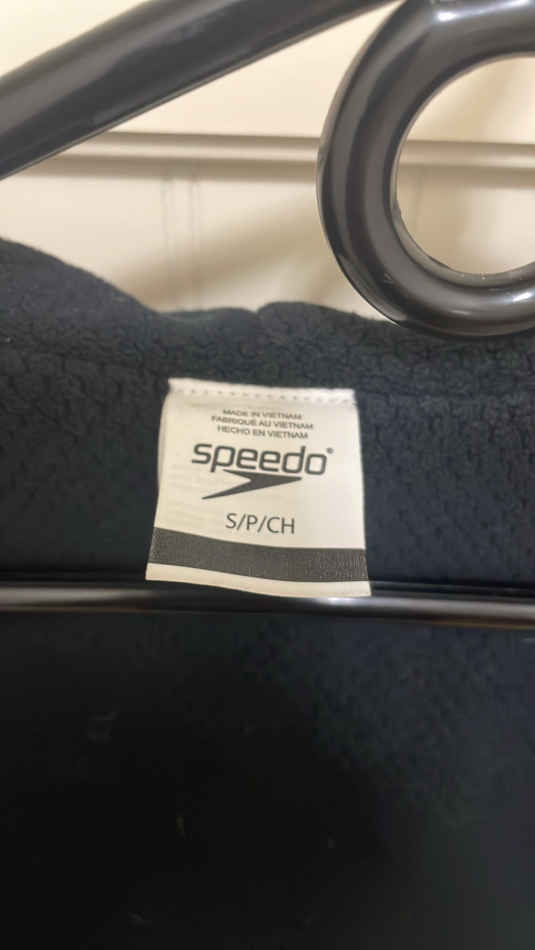 MADE IN VIETNAM
FABRIQUÉ AU VIETNAM
HECHO EN VIETNAM
speedo®
S/P/CH